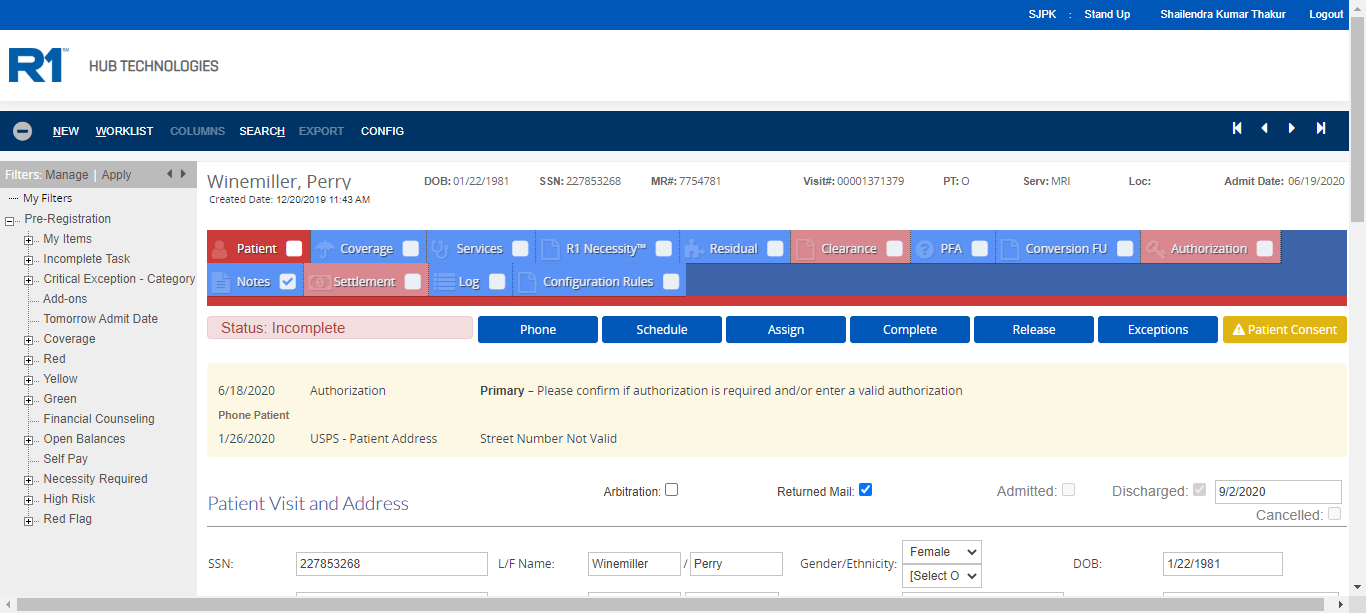 SJPK : Stand Up Shailendra Kumar Thakur Logout
R1 HUB TECHNOLOGIES
NEW WORKLIST COLUMNS SEARCH EXPORT CONFIG
Filters: Manage | Apply
My Filters
Pre-Registration
My Items
Incomplete Task
Critical Exception - Category
Add-ons
Tomorrow Admit Date
Coverage
Red
Yellow
Green
Financial Counseling
Open Balances
Self Pay
Necessity Required
High Risk
Red Flag
Winemiller, Perry DOB: 01/22/1981 SSN: 227853268 MR#: 7754781 Visit#: 00001371379 PT: O Serv: MRI Loc: Admit Date: 06/19/2020
Created Date: 12/20/2019 11:43 AM
Patient Coverage Services R1 Necessity™ Residual Clearance PFA Conversion FU Authorization
Notes Settlement Log Configuration Rules
Status: Incomplete Phone Schedule Assign Complete Release Exceptions Patient Consent
6/18/2020 Authorization Primary – Please confirm if authorization is required and/or enter a valid authorization
Phone Patient
1/26/2020 USPS - Patient Address Street Number Not Valid
Patient Visit and Address Arbitration: Returned Mail: Admitted: Discharged: 9/2/2020
Cancelled:
SSN: 227853268 L/F Name: Winemiller / Perry Gender/Ethnicity: Female DOB: 1/22/1981
[Select O